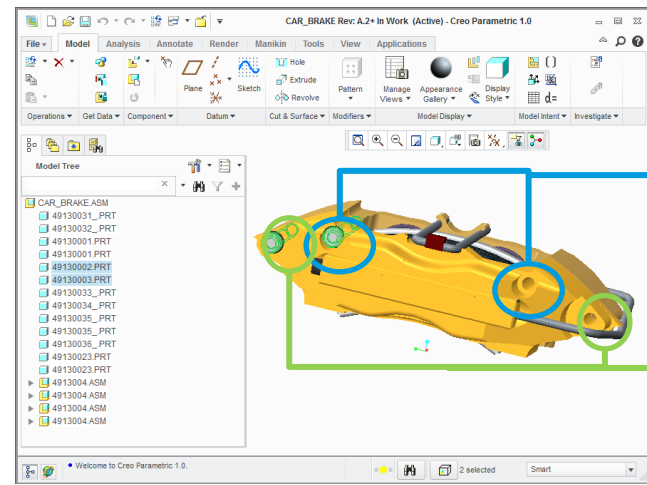 CAR_BRAKE Rev: A.2+ In Work (Active) - Creo Parametric 1.0
File Model Analysis Annotate Render Manikin Tools View Applications
Plane Sketch
Hole
Extrude
Revolve
Pattern
Manage Views
Appearance Gallery
Display Style
d=
Operations Get Data Component Datum Cut & Surface Modifiers Model Display Model Intent Investigate
Model Tree
CAR_BRAKE.ASM
49130031_.PRT
49130032_.PRT
49130001.PRT
49130001.PRT
49130002.PRT
49130003.PRT
49130033_.PRT
49130034_.PRT
49130035_.PRT
49130035_.PRT
49130036_.PRT
49130023.PRT
49130023.PRT
4913004.ASM
4913004.ASM
4913004.ASM
4913004.ASM
Welcome to Creo Parametric 1.0.
2 selected
Smart